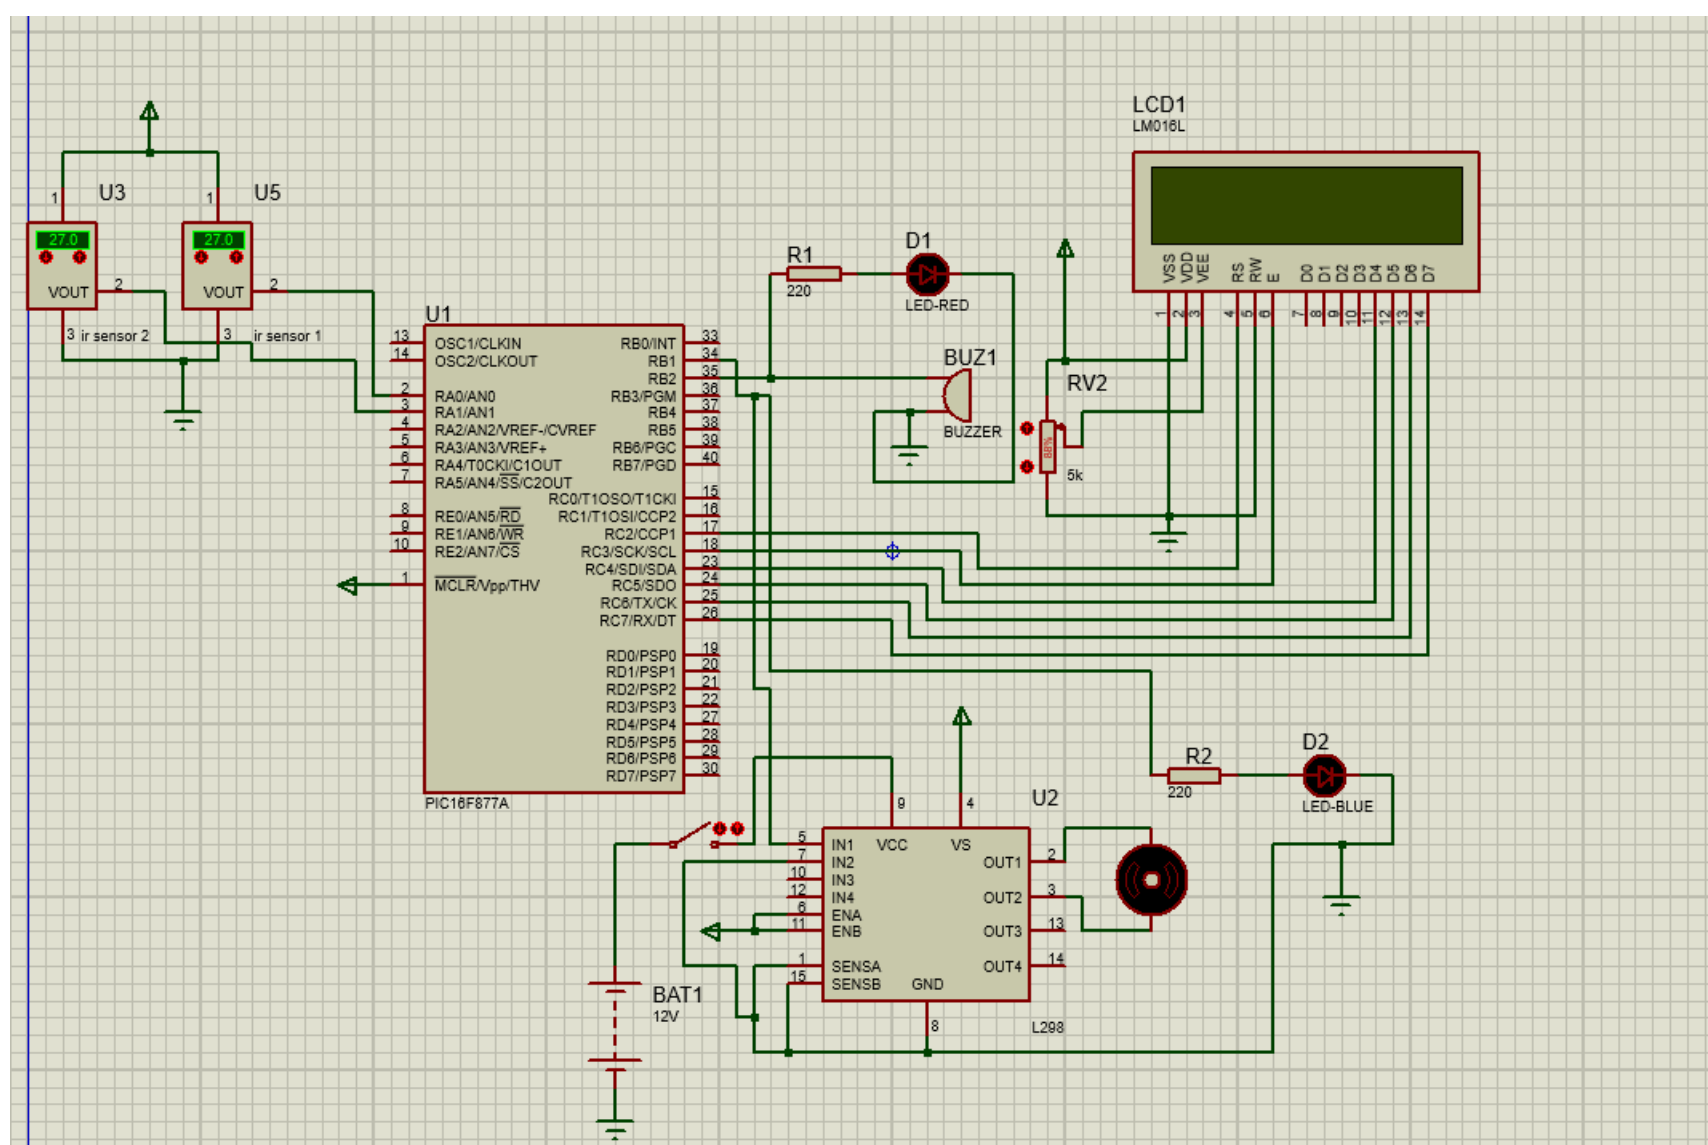 LCD1
LM016L
VSS
VDD
VEE
RS
RW
E
D0
D1
D2
D3
D4
D5
D6
D7
1
2
3
4
5
6
7
8
9
10
11
12
13
14
U3
1
27.0
VOUT
2
3
ir sensor 2
U5
1
27.0
VOUT
2
3
ir sensor 1
R1
220
D1
LED-RED
BUZ1
BUZZER
RV2
88%
5k
U1
13 OSC1/CLKIN
14 OSC2/CLKOUT
2 RA0/AN0
3 RA1/AN1
4 RA2/AN2/VREF-/CVREF
5 RA3/AN3/VREF+
6 RA4/T0CKI/C1OUT
7 RA5/AN4/SS/C2OUT
8 RE0/AN5/RD
9 RE1/AN6/WR
10 RE2/AN7/CS
1 MCLR/Vpp/THV
RB0/INT 33
RB1 34
RB2 35
RB3/PGM 36
RB4 37
RB5 38
RB6/PGC 39
RB7/PGD 40
RC0/T1OSO/T1CKI 15
RC1/T1OSI/CCP2 16
RC2/CCP1 17
RC3/SCK/SCL 18
RC4/SDI/SDA 23
RC5/SDO 24
RC6/TX/CK 25
RC7/RX/DT 26
RD0/PSP0 19
RD1/PSP1 20
RD2/PSP2 21
RD3/PSP3 22
RD4/PSP4 27
RD5/PSP5 28
RD6/PSP6 29
RD7/PSP7 30
PIC16F877A
R2
220
D2
LED-BLUE
U2
9
VCC
4
VS
5 IN1
7 IN2
10 IN3
12 IN4
6 ENA
11 ENB
1 SENSA
15 SENSB
OUT1 2
OUT2 3
OUT3 13
OUT4 14
GND
8
L298
BAT1
12V